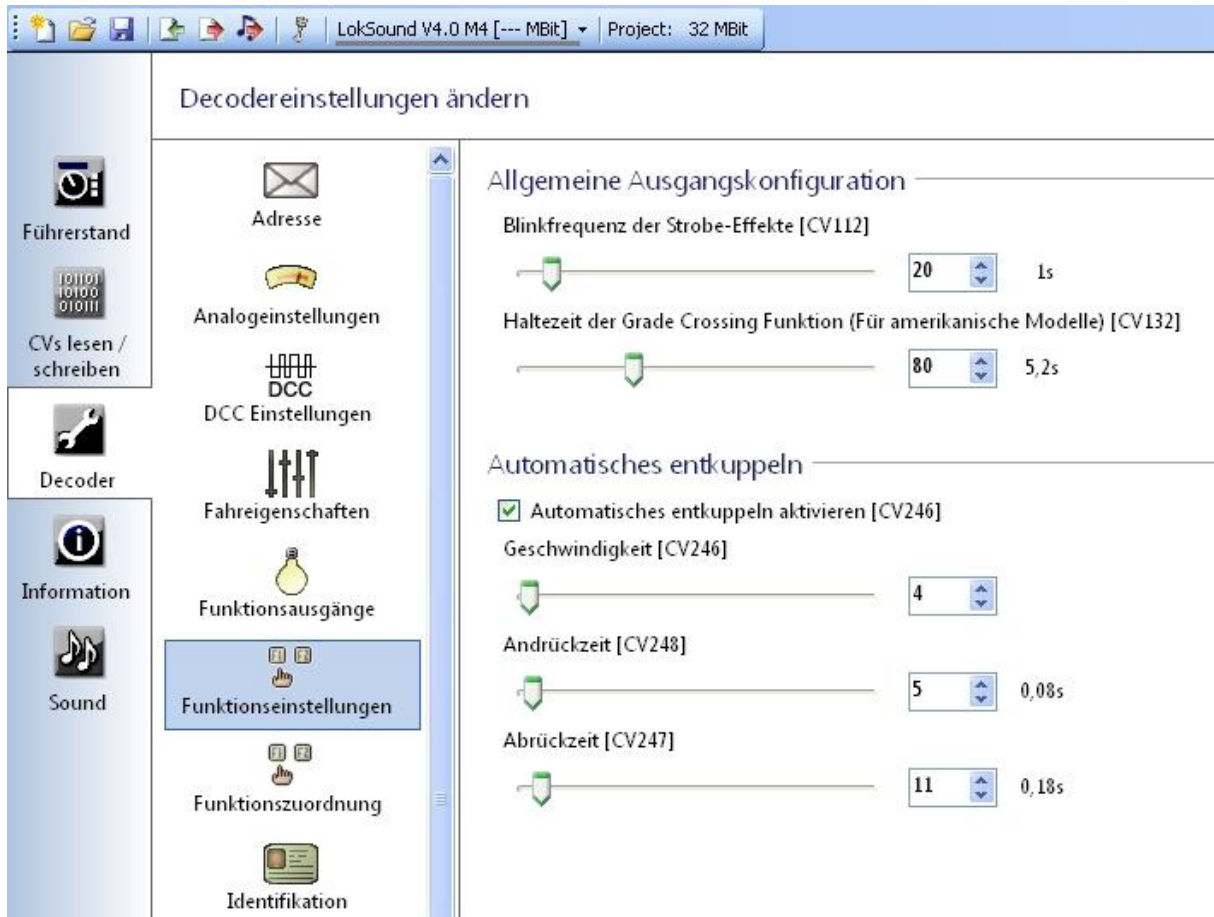 LokSound V4.0 M4 [--- MBit]
Project: 32 MBit
Decodereinstellungen ändern
Führerstand
101101
10100
010111
CVs lesen /
schreiben
Decoder
Information
Sound
Adresse
Analogeinstellungen
DCC
DCC Einstellungen
Fahreigenschaften
Funktionsausgänge
F1 F2
Funktionseinstellungen
F1 F2
Funktionszuordnung
Identifikation
Allgemeine Ausgangskonfiguration
Blinkfrequenz der Strobe-Effekte [CV112]
20 1s
Haltezeit der Grade Crossing Funktion (Für amerikanische Modelle) [CV132]
80 5,2s
Automatisches entkuppeln
Automatisches entkuppeln aktivieren [CV246]
Geschwindigkeit [CV246]
4
Andrückzeit [CV248]
5 0,08s
Abrückzeit [CV247]
11 0,18s